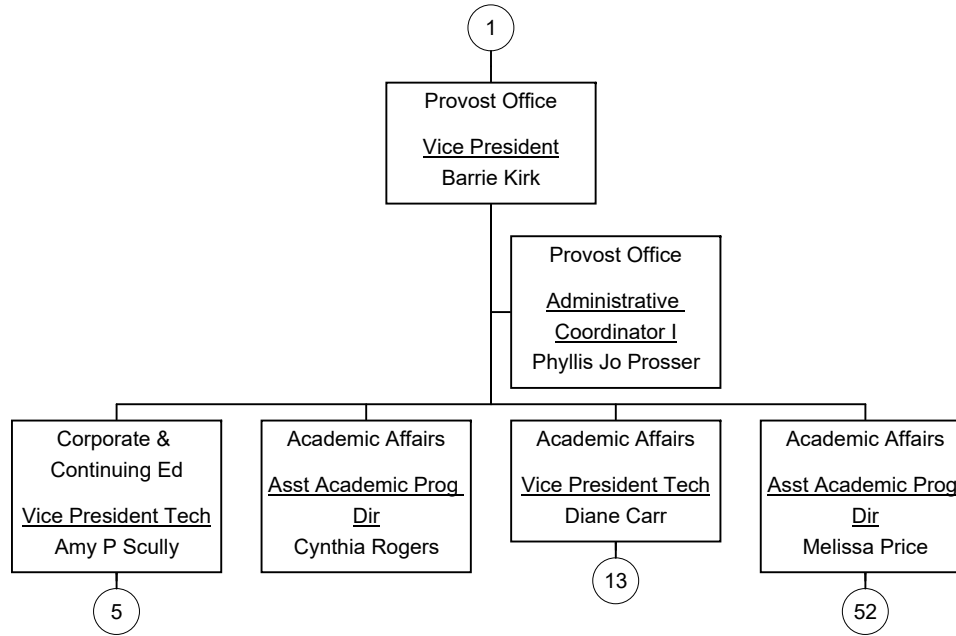 1
Provost Office
Vice President
Barrie Kirk
Provost Office
Administrative
Coordinator I
Phyllis Jo Prosser
Corporate &
Continuing Ed
Vice President Tech
Amy P Scully
5
Academic Affairs
Asst Academic Prog
Dir
Cynthia Rogers
Academic Affairs
Vice President Tech
Diane Carr
13
Academic Affairs
Asst Academic Prog
Dir
Melissa Price
52